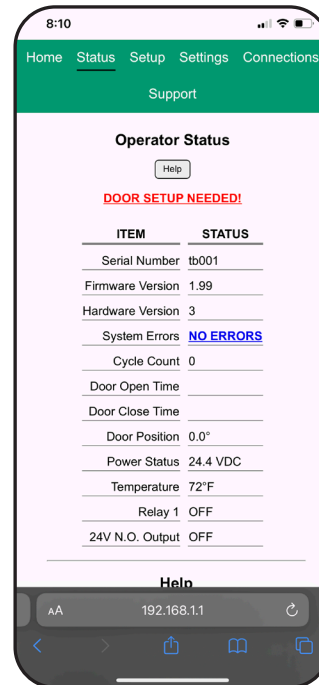 8:10
Home Status Setup Settings Connections
Support
Operator Status
Help
DOOR SETUP NEEDED!
ITEM STATUS
Serial Number tb001
Firmware Version 1.99
Hardware Version 3
System Errors NO ERRORS
Cycle Count 0
Door Open Time
Door Close Time
Door Position 0.0°
Power Status 24.4 VDC
Temperature 72°F
Relay 1 OFF
24V N.O. Output OFF
Help
AA 192.168.1.1